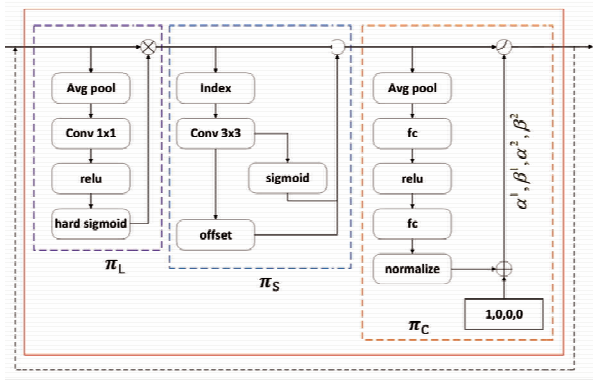 Avg pool
Conv 1x1
relu
hard sigmoid
π_L
Index
Conv 3x3
sigmoid
offset
π_S
Avg pool
fc
relu
fc
normalize
α¹, β¹, α², β²
1,0,0,0
π_C